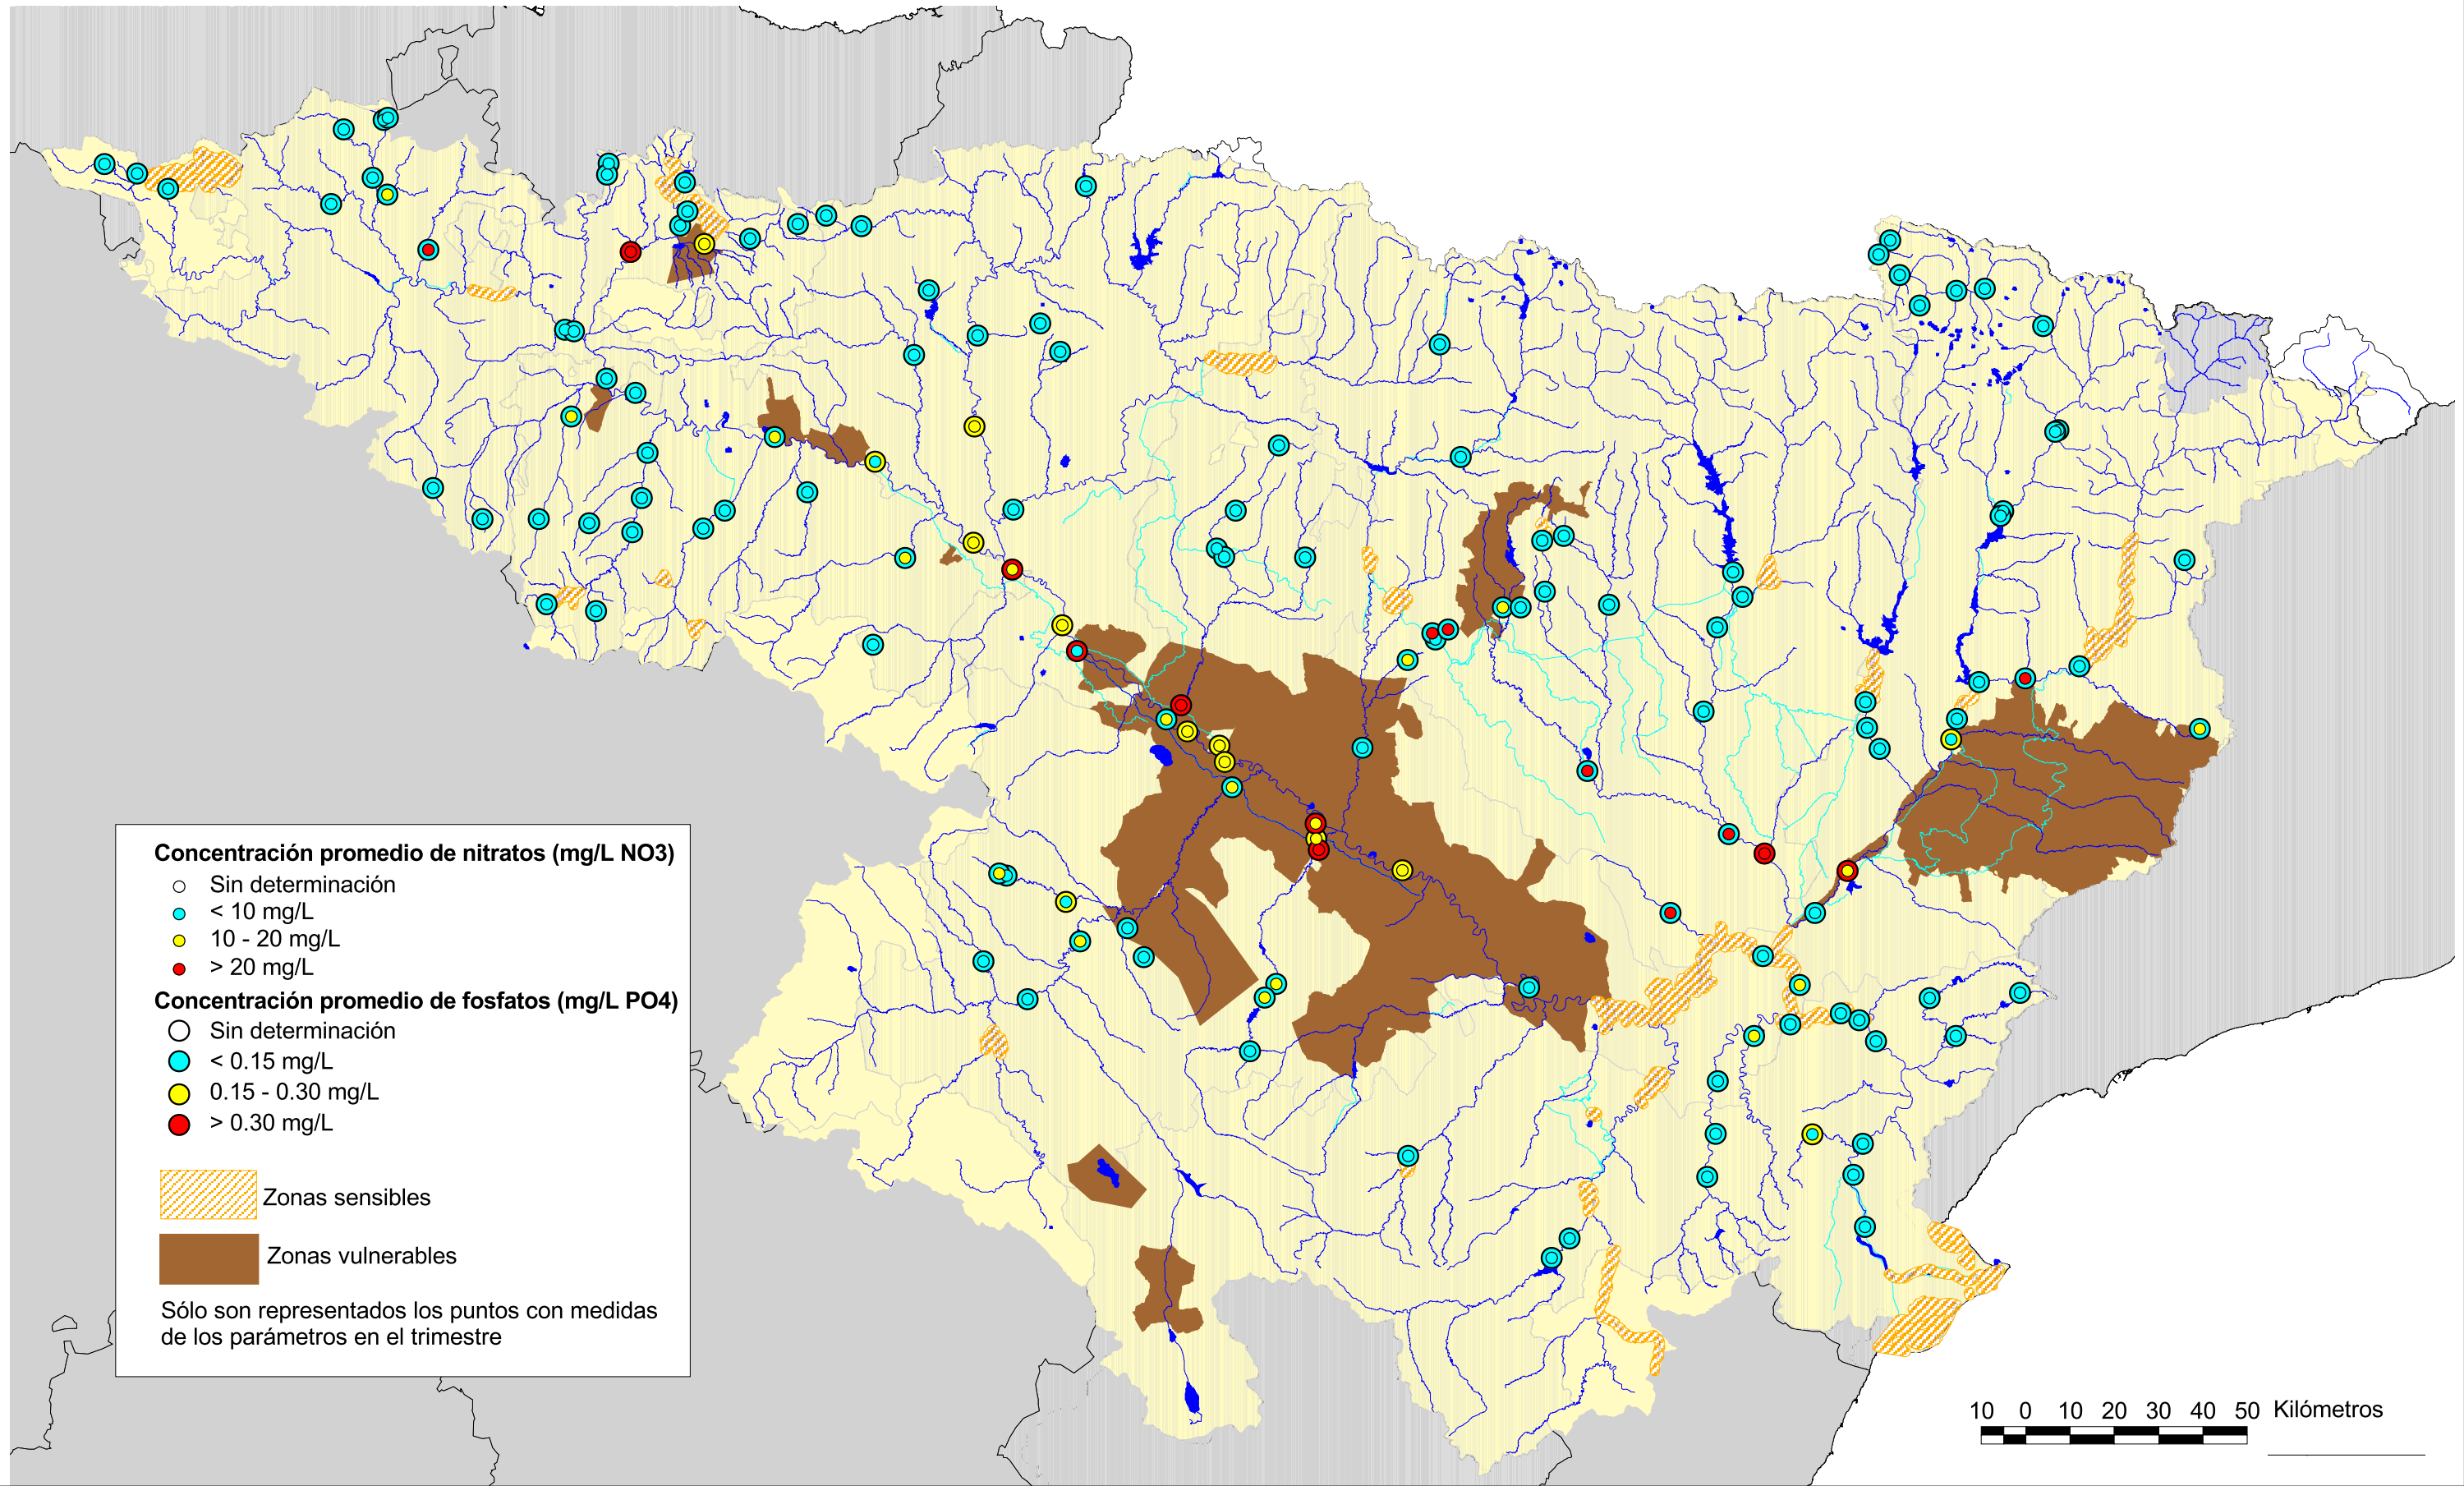 Concentración promedio de nitratos (mg/L NO3)
Sin determinación
< 10 mg/L
10 - 20 mg/L
> 20 mg/L
Concentración promedio de fosfatos (mg/L PO4)
Sin determinación
< 0.15 mg/L
0.15 - 0.30 mg/L
> 0.30 mg/L
Zonas sensibles
Zonas vulnerables
Sólo son representados los puntos con medidas
de los parámetros en el trimestre
10 0 10 20 30 40 50 Kilómetros